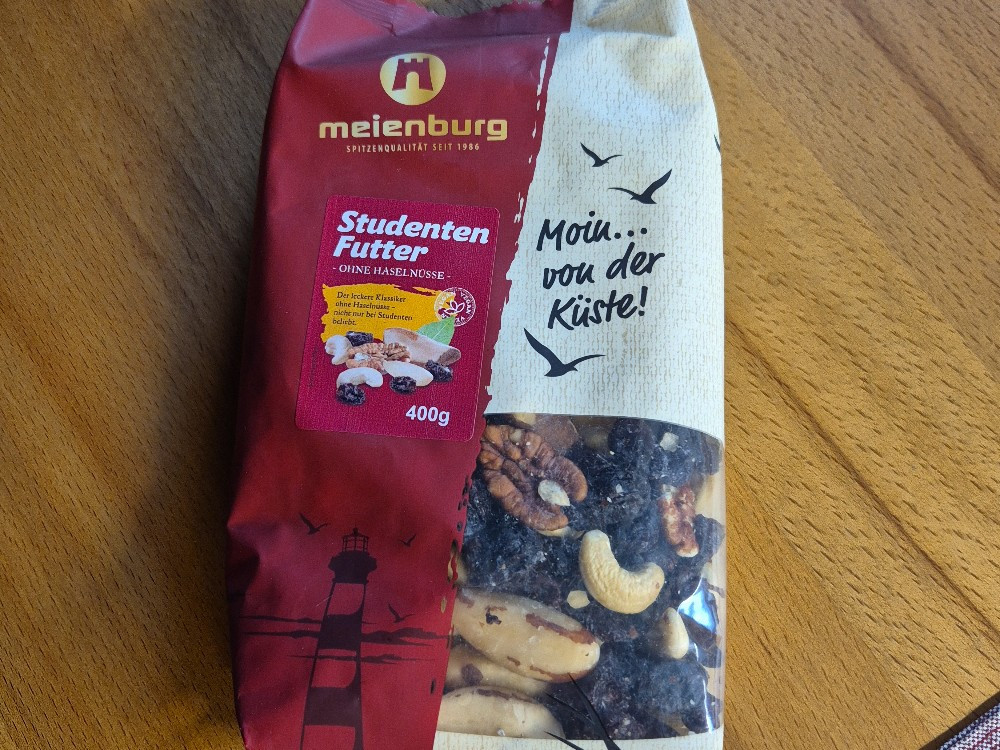 meienburg
SPITZENQUALITÄT SEIT 1986
Studenten
Futter
- OHNE HASELNÜSSE -
Der leckere Klassiker
ohne Haselnüsse -
nicht nur bei Studenten
beliebt.
VEGAN
400g
Moin...
von der
Küste!